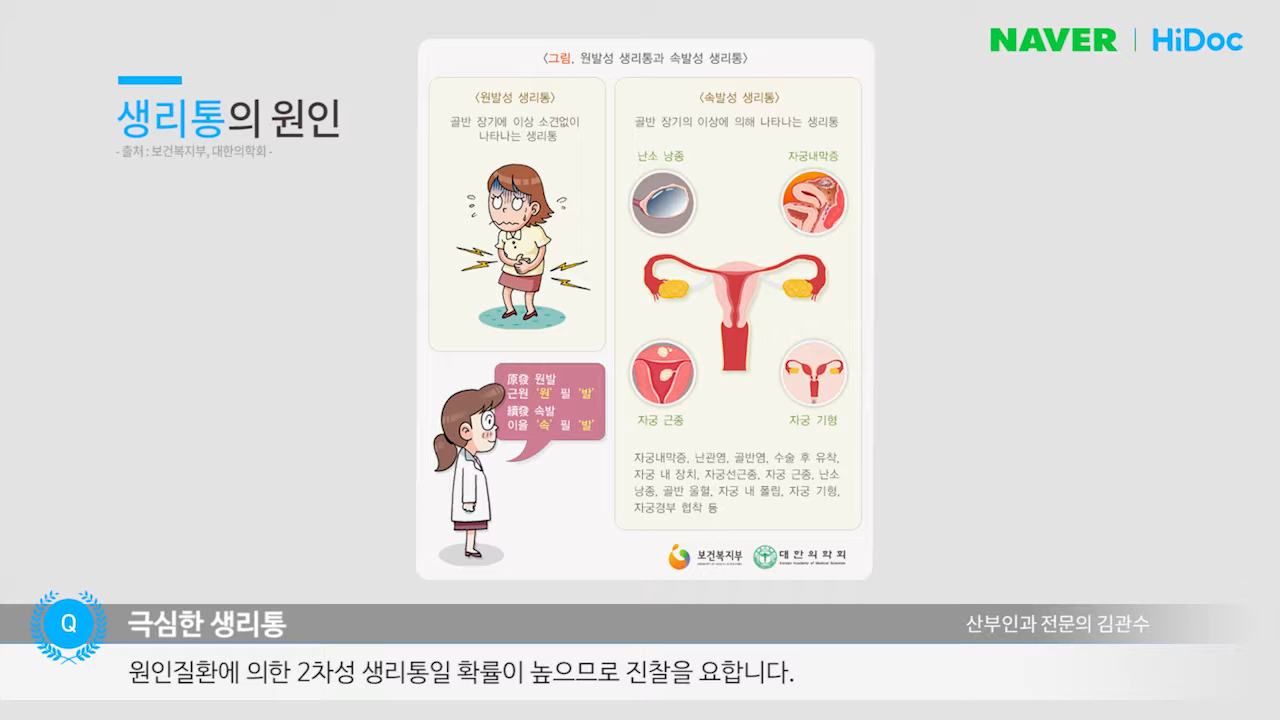 NAVER | HiDoc
생리통의 원인
- 출처 : 보건복지부, 대한의학회 -
<그림. 원발성 생리통과 속발성 생리통>
<원발성 생리통>
골반 장기에 이상 소견없이
나타나는 생리통
原發 원발
근원 '원' 필 '발'
續發 속발
이을 '속' 필 '발'
<속발성 생리통>
골반 장기의 이상에 의해 나타나는 생리통
난소 낭종
자궁내막증
자궁 근종
자궁 기형
자궁내막증, 난관염, 골반염, 수술 후 유착,
자궁 내 장치, 자궁선근종, 자궁 근종, 난소
낭종, 골반 울혈, 자궁 내 폴립, 자궁 기형,
자궁경부 협착 등
보건복지부
대한의학회
Korean Academy of Medical Sciences
Q
극심한 생리통
산부인과 전문의 김관수
원인질환에 의한 2차성 생리통일 확률이 높으므로 진찰을 요합니다.